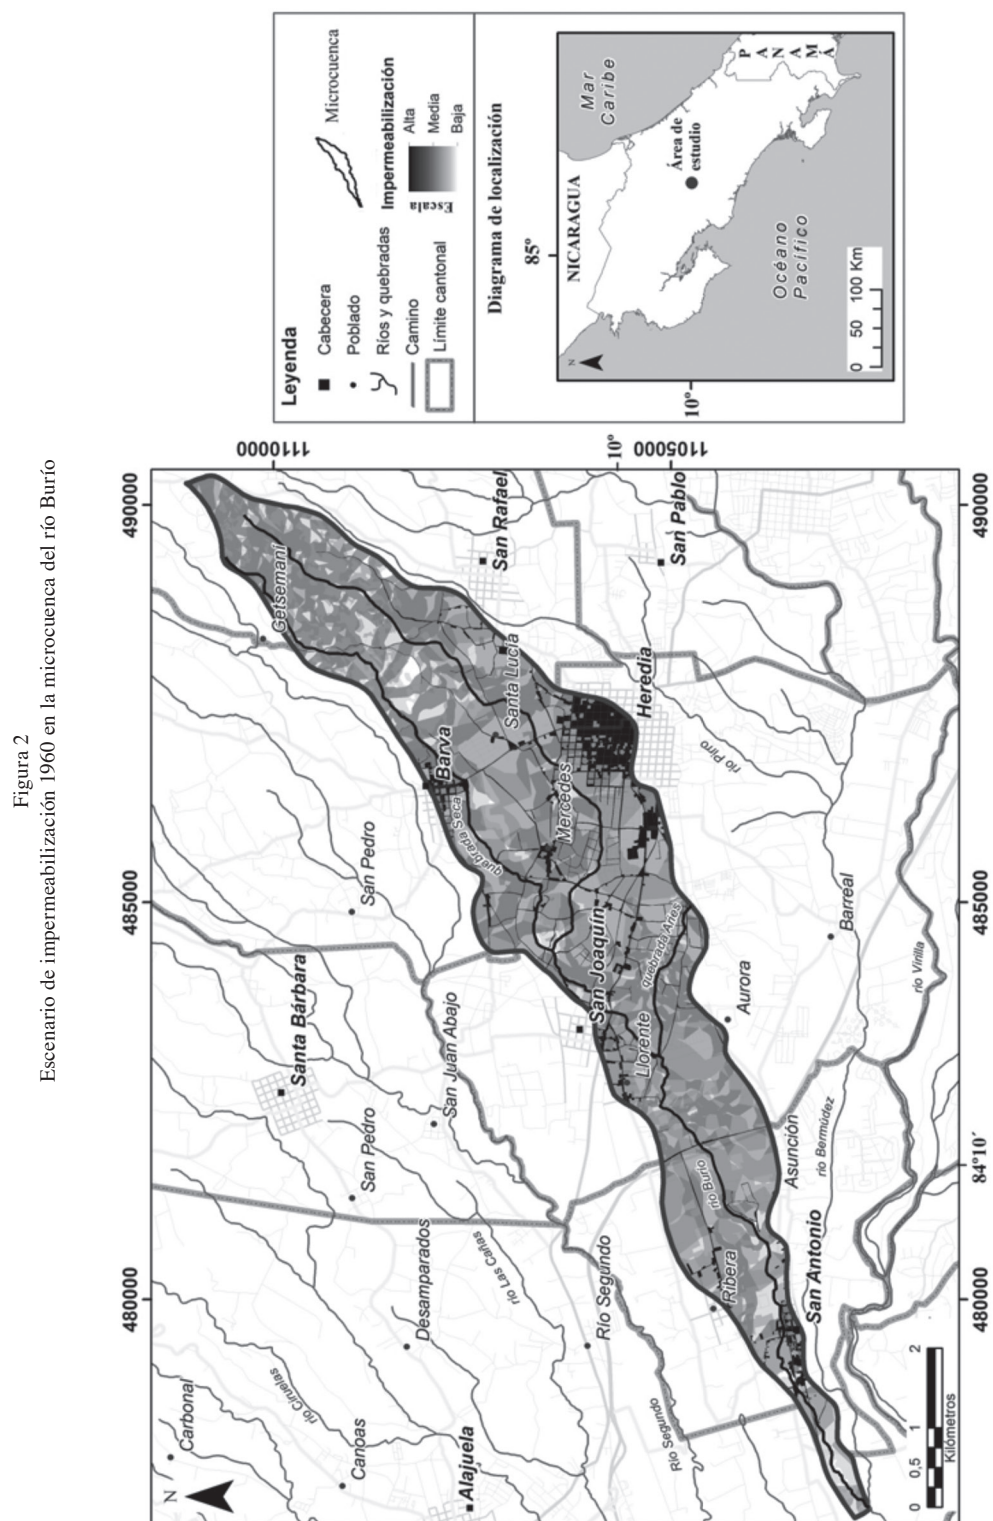 Figura 2
Escenario de impermeabilización 1960 en la microcuenca del río Burío
480000
485000
490000
1110000
10°
1105000
84°10´
480000
485000
490000
N
Carbonal
río Ciruelas
Canoas
Alajuela
Desamparados
río Las Cañas
Río Segundo
Río Segundo
San Pedro
Santa Bárbara
San Juan Abajo
San Pedro
Getsemaní
Barva
quebrada Seca
Santa Lucía
San Rafael
Mercedes
Heredia
San Pablo
río Pirro
San Joaquín
quebrada Aries
Llorente
Aurora
Barreal
río Virilla
Asunción
río Bermúdez
río Burío
Ribera
San Antonio
0 0,5 1 2
Kilómetros
Leyenda
Cabecera
Poblado
Ríos y quebradas
Camino
Límite cantonal
Microcuenca
Impermeabilización
Escala
Alta
Media
Baja
Diagrama de localización
85°
10°
N
NICARAGUA
Mar
Caribe
Área de
estudio
PANAMÁ
Océano
Pacífico
0 50 100 Km